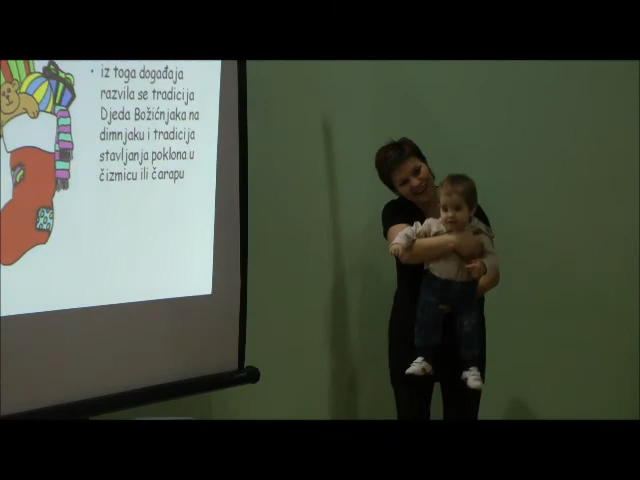 • iz toga događaja
razvila se tradicija
Djeda Božićnjaka na
dimnjaku i tradicija
stavljanja poklona u
čizmicu ili čarapu